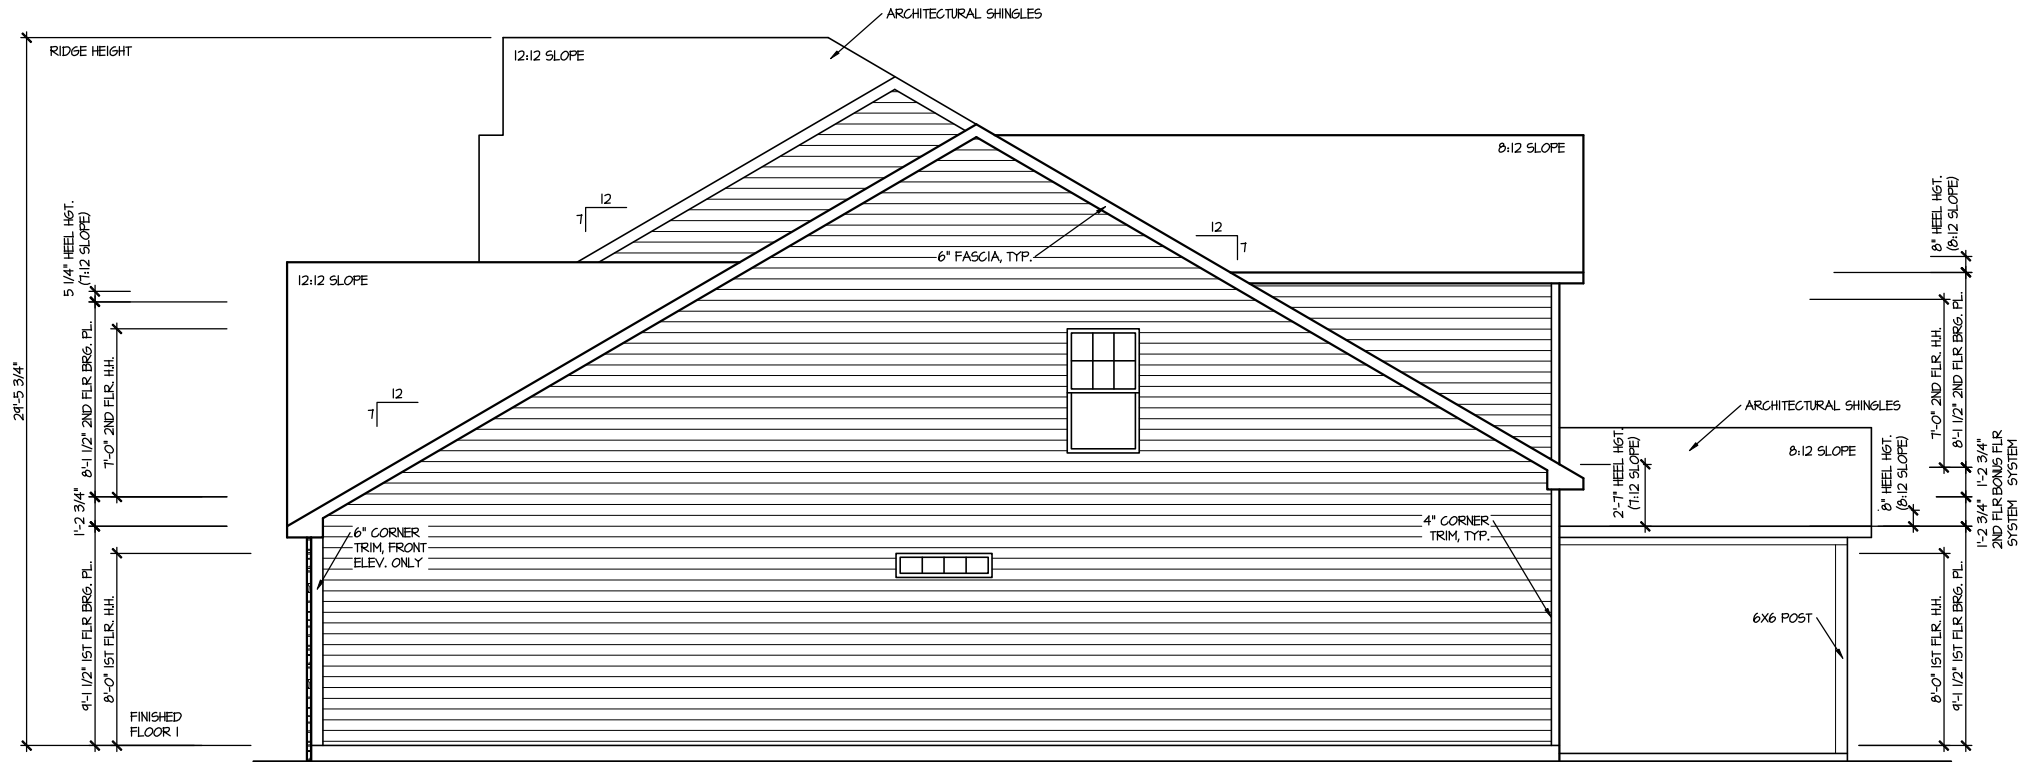 ARCHITECTURAL SHINGLES
RIDGE HEIGHT
12:12 SLOPE
8:12 SLOPE
12
7
12
7
6" FASCIA, TYP.
12:12 SLOPE
5 1/4" HEEL HGT.
(7:12 SLOPE)
8" HEEL HGT.
(8:12 SLOPE)
29'-5 3/4"
8'-1 1/2" 2ND FLR BRG. PL.
7'-0" 2ND FLR. H.H.
12
7
ARCHITECTURAL SHINGLES
8:12 SLOPE
2'-7" HEEL HGT.
(7:12 SLOPE)
8" HEEL HGT.
(8:12 SLOPE)
7'-0" 2ND FLR. H.H.
8'-1 1/2" 2ND FLR BRG. PL.
1'-2 3/4"
BONUS FLR
SYSTEM
1'-2 3/4"
2ND FLR
SYSTEM
1'-2 3/4"
6" CORNER
TRIM, FRONT
ELEV. ONLY
4" CORNER
TRIM, TYP.
9'-1 1/2" 1ST FLR BRG. PL.
8'-0" 1ST FLR. H.H.
6X6 POST
8'-0" 1ST FLR. H.H.
9'-1 1/2" 1ST FLR BRG. PL.
FINISHED
FLOOR 1